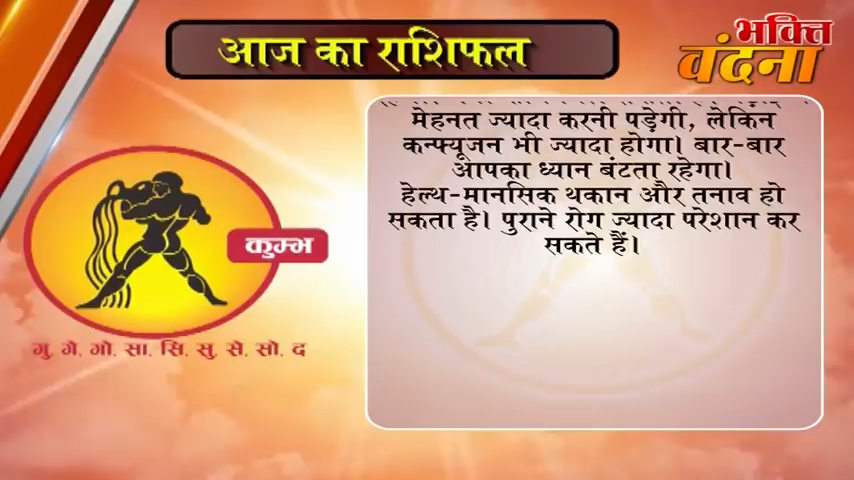 आज का राशिफल
भक्ति
वंदना
मेहनत ज्यादा करनी पड़ेगी, लेकिन
कन्फ्यूजन भी ज्यादा होगा। बार-बार
आपका ध्यान बंटता रहेगा।
हेल्थ-मानसिक थकान और तनाव हो
सकता है। पुराने रोग ज्यादा परेशान कर
सकते हैं।
कुम्भ
गु, गे, गो, सा, सि, सु, से, सो, द